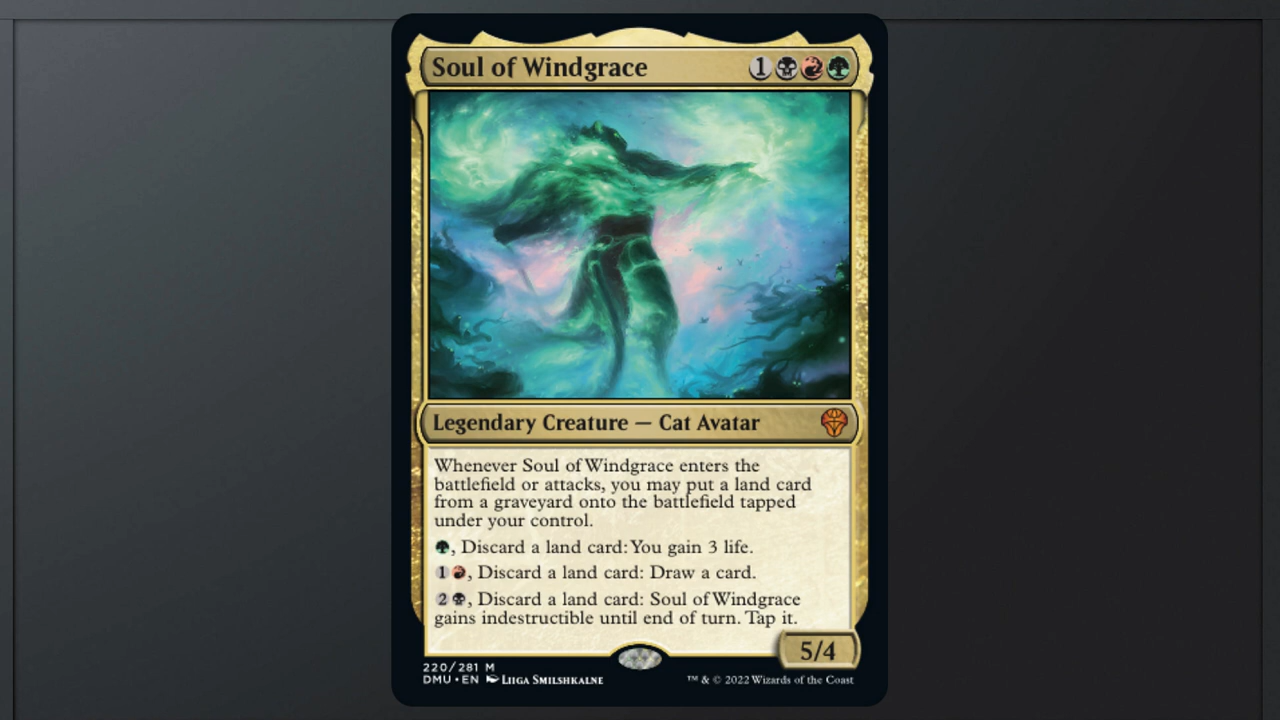 Soul of Windgrace 1
Legendary Creature — Cat Avatar
Whenever Soul of Windgrace enters the
battlefield or attacks, you may put a land card
from a graveyard onto the battlefield tapped
under your control.
, Discard a land card: You gain 3 life.
1 , Discard a land card: Draw a card.
2 , Discard a land card: Soul of Windgrace
gains indestructible until end of turn. Tap it.
5/4
220/281 M
DMU • EN Liiga Smilshkalne
™ & © 2022 Wizards of the Coast